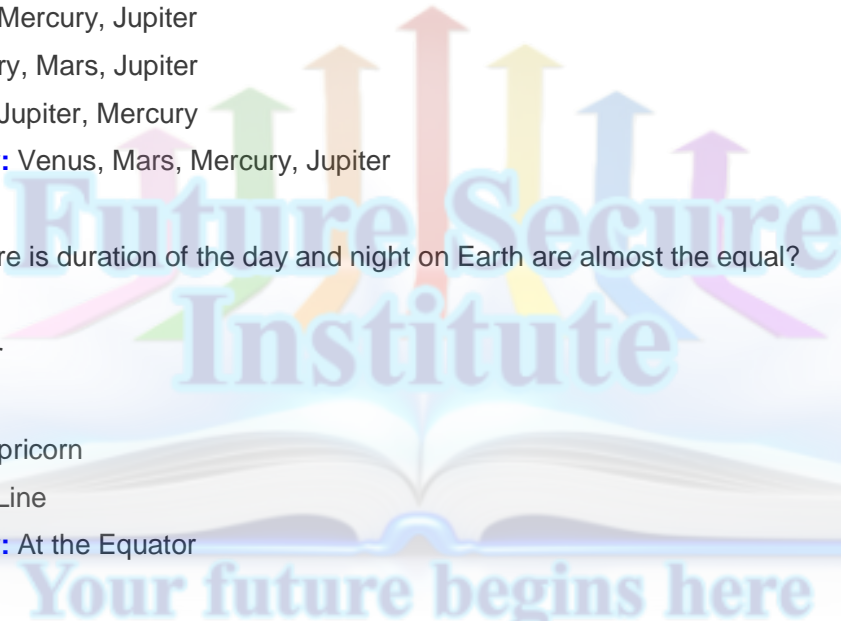 Mercury, Jupiter
ry, Mars, Jupiter
Jupiter, Mercury
: Venus, Mars, Mercury, Jupiter
Future Secure
re is duration of the day and night on Earth are almost the equal?
Institute
r
pricorn
Line
: At the Equator
Your future begins here